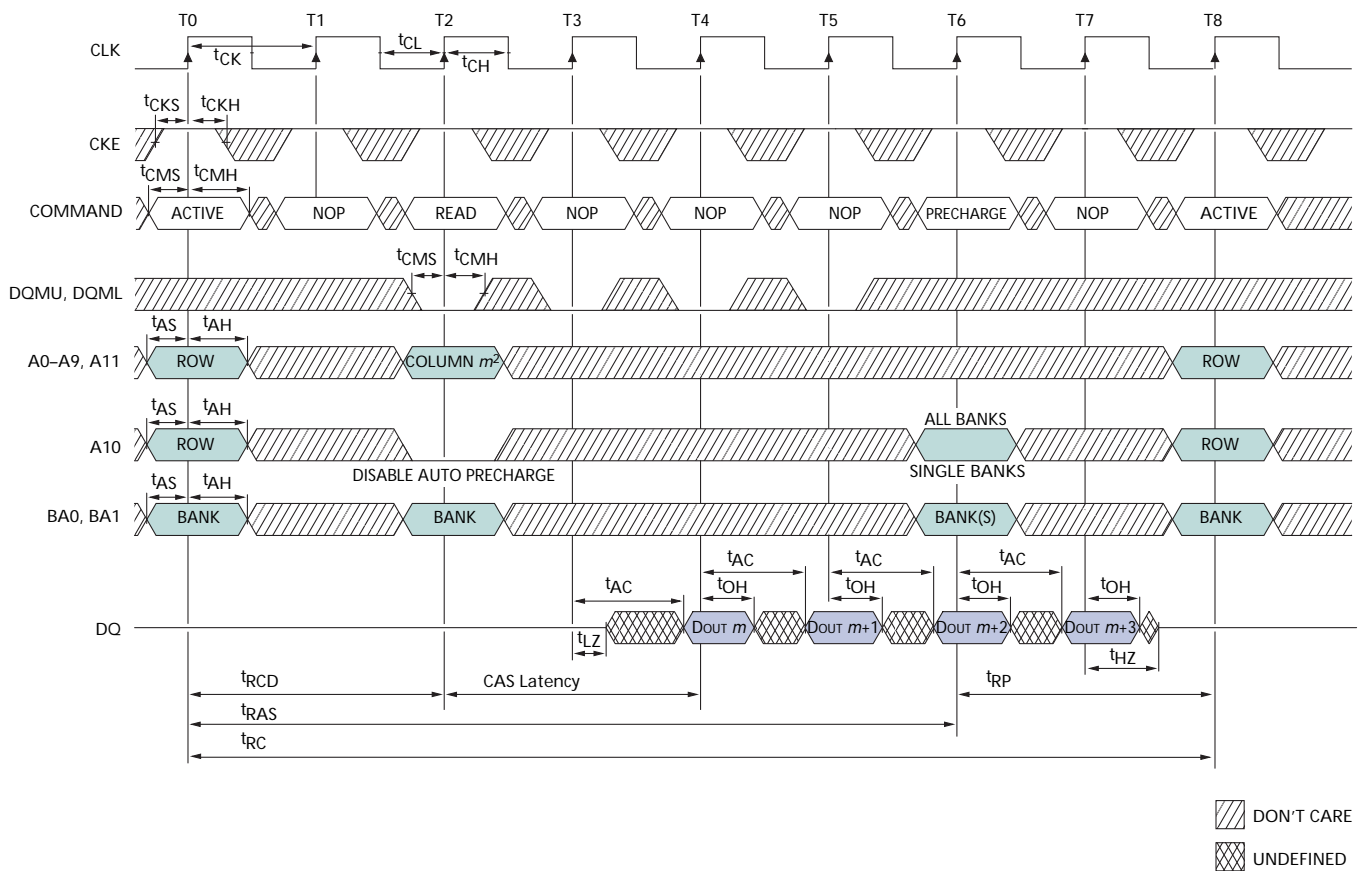 T0 T1 T2 T3 T4 T5 T6 T7 T8
CLK
tCK
tCL
tCH
tCKS tCKH
CKE
tCMS tCMH
COMMAND ACTIVE NOP READ NOP NOP NOP PRECHARGE NOP ACTIVE
tCMS tCMH
DQMU, DQML
tAS tAH
A0–A9, A11 ROW COLUMN m² ROW
tAS tAH
ALL BANKS
A10 ROW ROW
DISABLE AUTO PRECHARGE SINGLE BANKS
tAS tAH
BA0, BA1 BANK BANK BANK(S) BANK
tAC tAC tAC tAC
tOH tOH tOH tOH
DQ DOUT m DOUT m+1 DOUT m+2 DOUT m+3
tLZ tHZ
tRCD CAS Latency tRP
tRAS
tRC
DON'T CARE
UNDEFINED